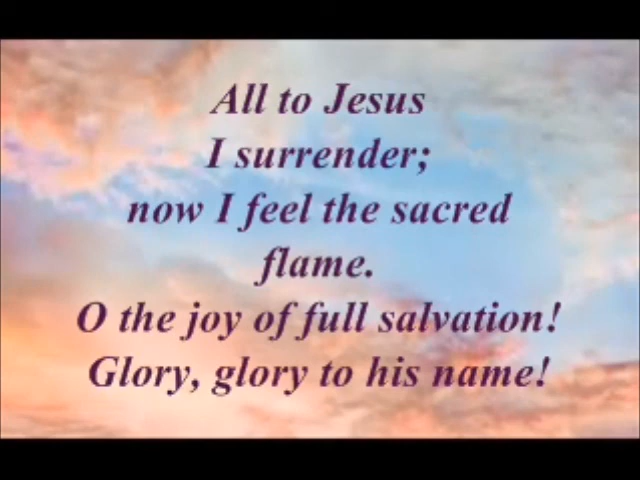 All to Jesus
I surrender;
now I feel the sacred
flame.
O the joy of full salvation!
Glory, glory to his name!